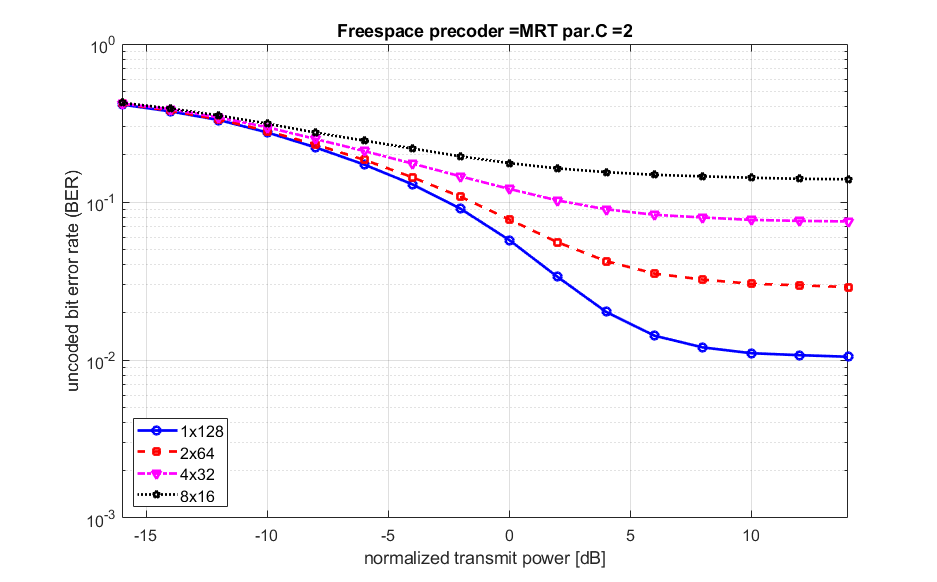 Freespace precoder =MRT par.C =2
10^0
10^-1
10^-2
10^-3
uncoded bit error rate (BER)
1x128
2x64
4x32
8x16
-15 -10 -5 0 5 10
normalized transmit power [dB]